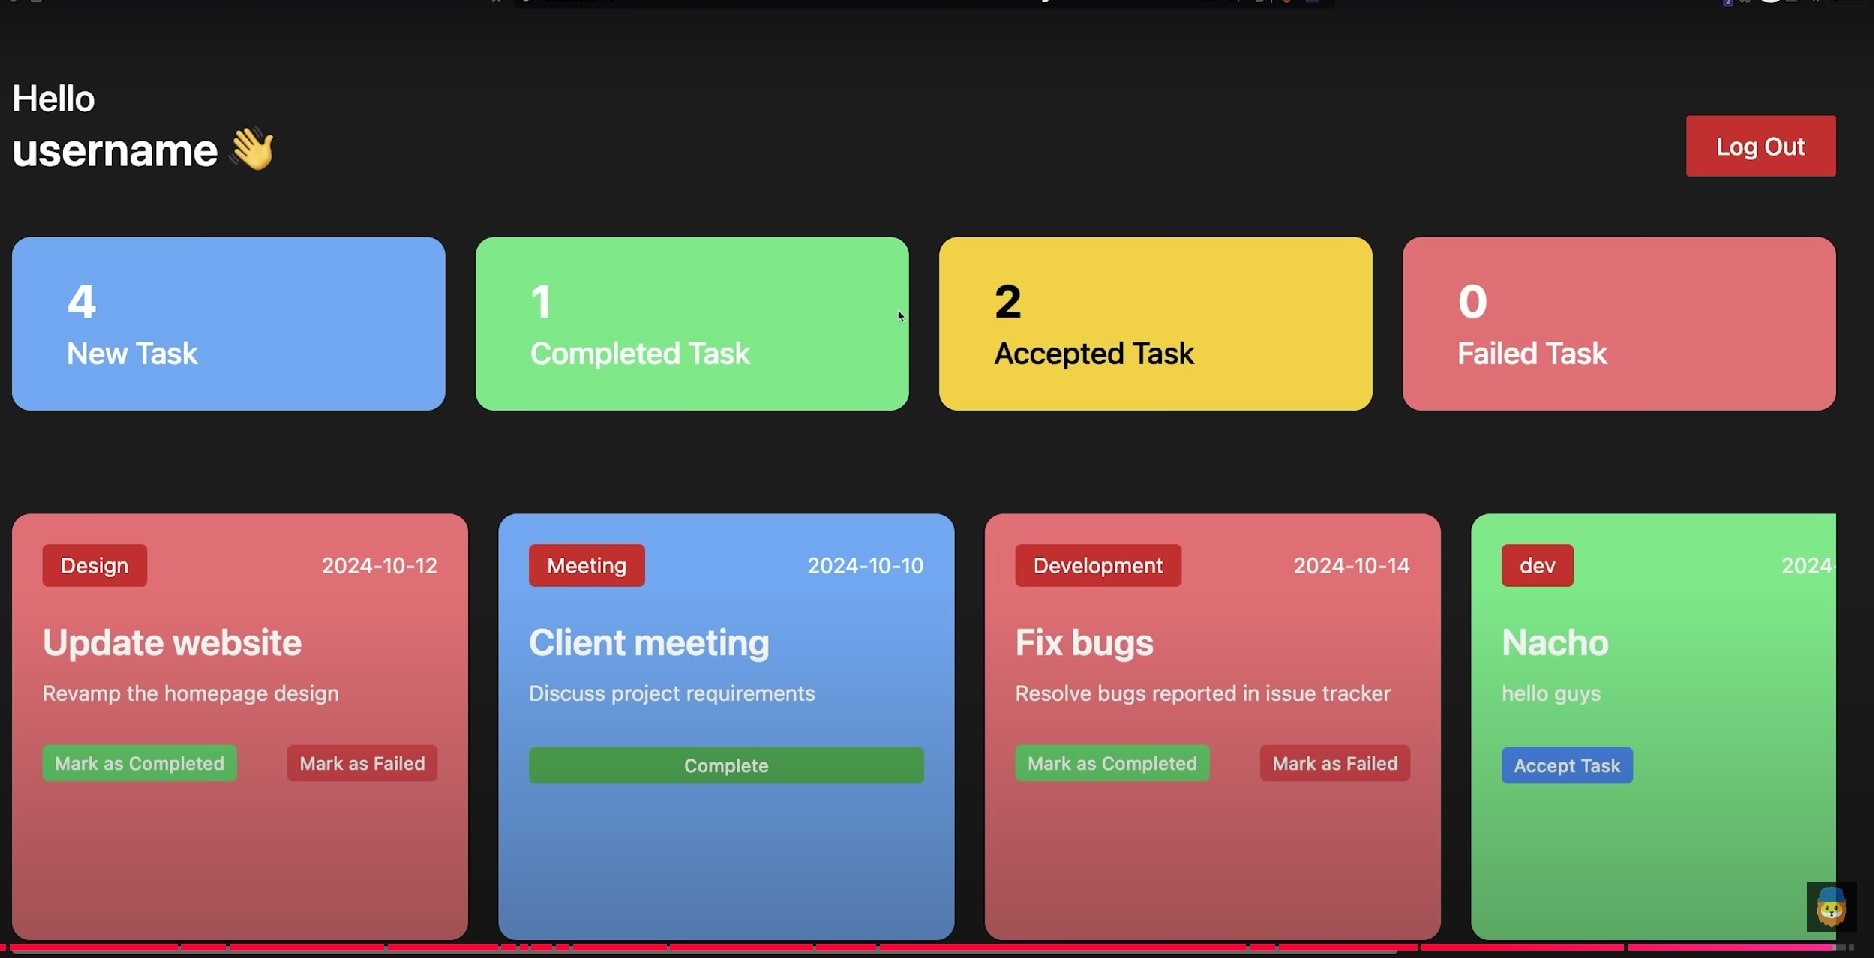 Hello
username 👋
Log Out
4
New Task
1
Completed Task
2
Accepted Task
0
Failed Task
Design
2024-10-12
Update website
Revamp the homepage design
Mark as Completed
Mark as Failed
Meeting
2024-10-10
Client meeting
Discuss project requirements
Complete
Development
2024-10-14
Fix bugs
Resolve bugs reported in issue tracker
Mark as Completed
Mark as Failed
dev
2024-
Nacho
hello guys
Accept Task